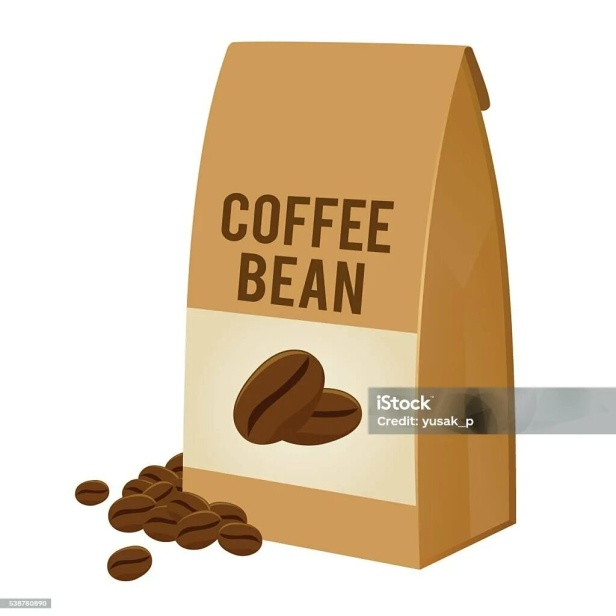 COFFEE
BEAN
iStock
Credit: yusak_p
538780890